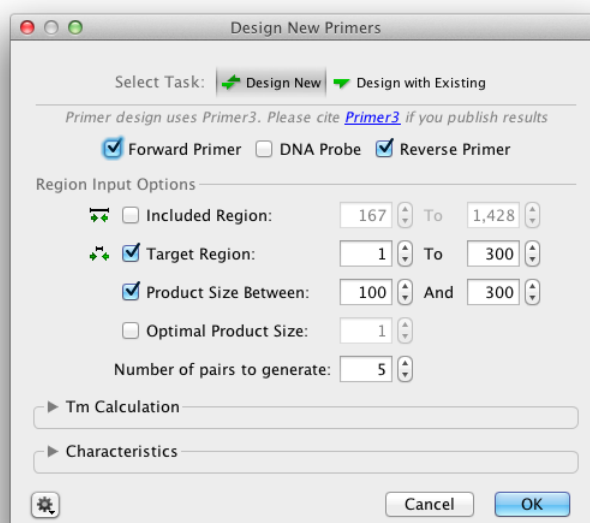 Design New Primers
Select Task: Design New Design with Existing
Primer design uses Primer3. Please cite Primer3 if you publish results
Forward Primer DNA Probe Reverse Primer
Region Input Options
Included Region: 167 To 1,428
Target Region: 1 To 300
Product Size Between: 100 And 300
Optimal Product Size: 1
Number of pairs to generate: 5
Tm Calculation
Characteristics
Cancel OK